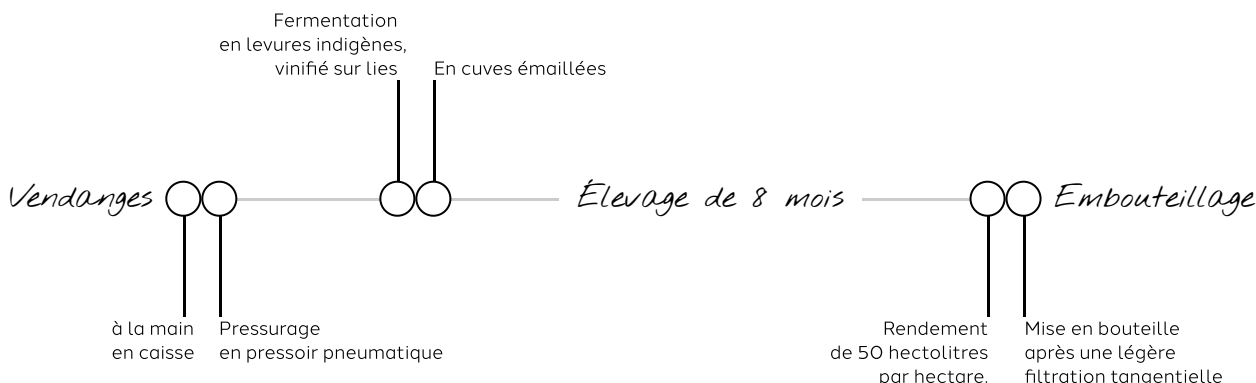 Fermentation
en levures indigènes,
vinifié sur lies
En cuves émaillées
Vendanges
Élevage de 8 mois
Embouteillage
à la main
en caisse
Pressurage
en pressoir pneumatique
Rendement
de 50 hectolitres
par hectare.
Mise en bouteille
après une légère
filtration tangentielle